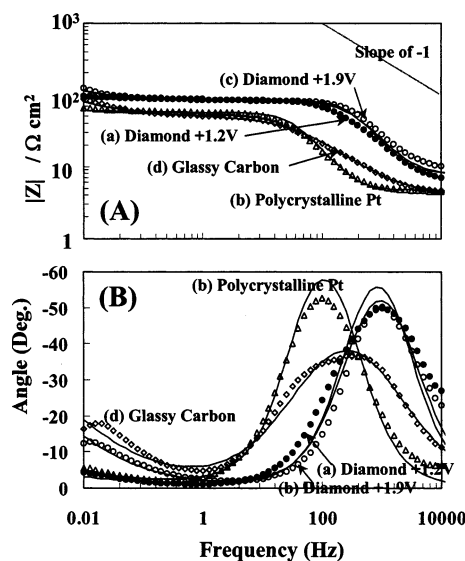 10³
Slope of -1
(c) Diamond +1.9V
10²
(a) Diamond +1.2V
(d) Glassy Carbon
|Z| / Ω cm²
10
(b) Polycrystalline Pt
(A)
1
-60
(B)
(b) Polycrystalline Pt
-50
-40
Angle (Deg.)
-30
(d) Glassy Carbon
-20
-10
(a) Diamond +1.2V
(b) Diamond +1.9V
0
0.01
1
100
10000
Frequency (Hz)